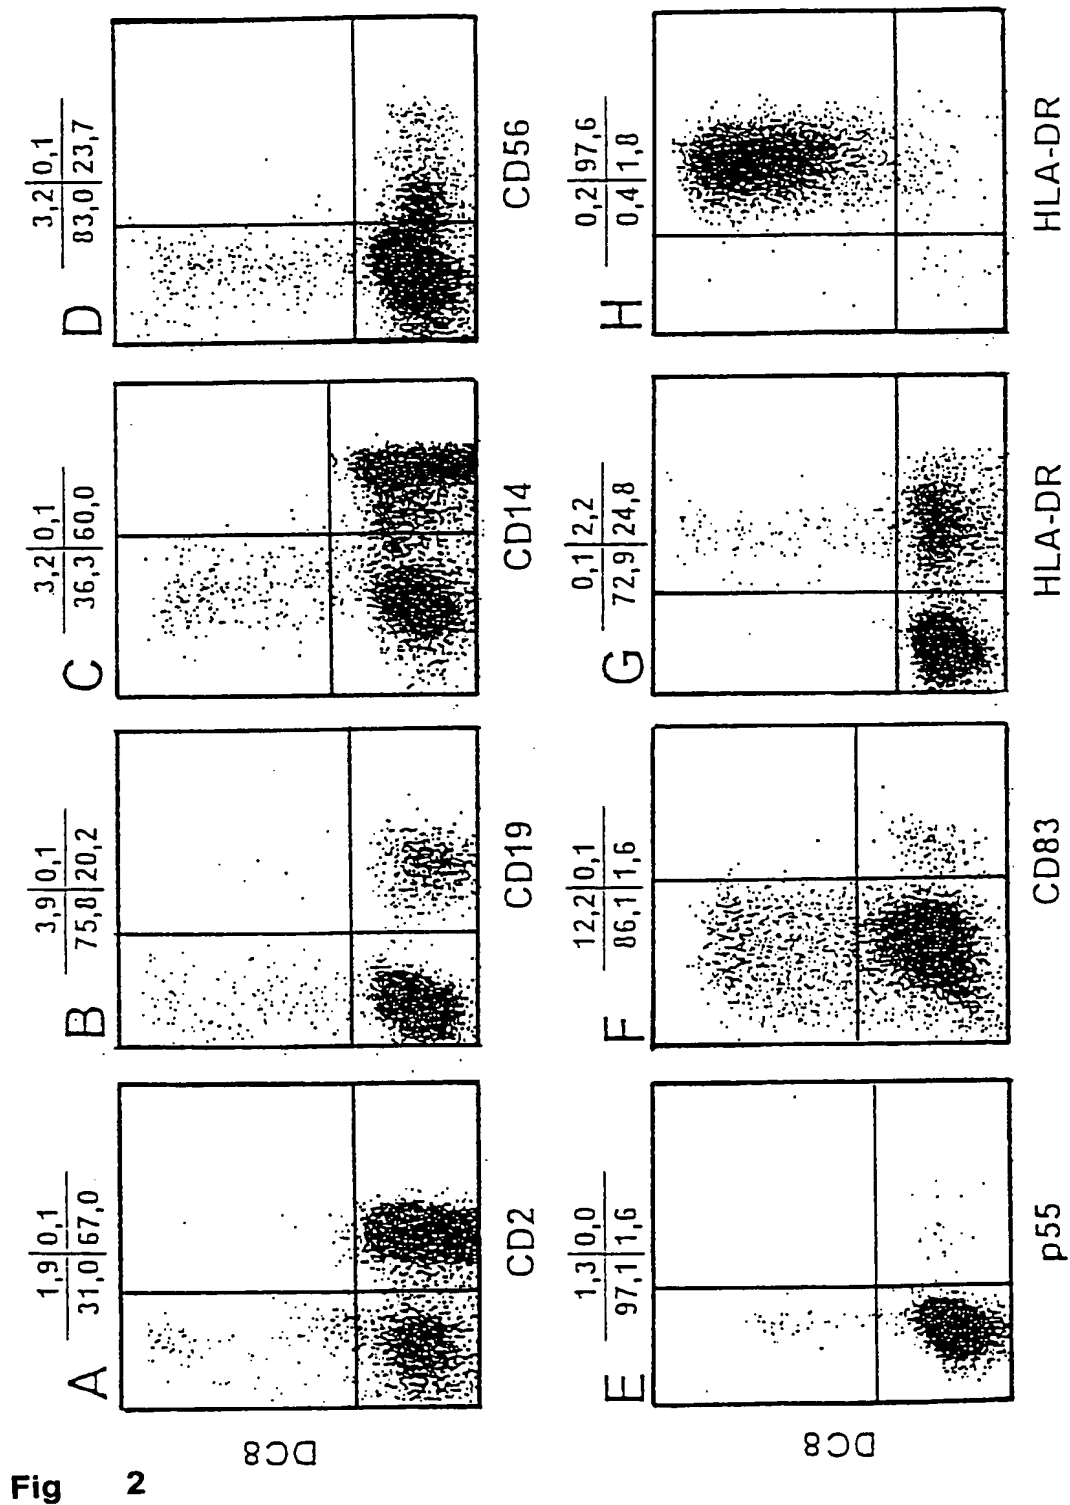 A
1,9 0,1
31,0 67,0
CD2
B
3,9 0,1
75,8 20,2
CD19
C
3,2 0,1
36,3 60,0
CD14
D
3,2 0,1
83,0 23,7
CD56
DC8
E
1,3 0,0
97,1 1,6
p55
F
12,2 0,1
86,1 1,6
CD83
G
0,1 2,2
72,9 24,8
HLA-DR
H
0,2 97,6
0,4 1,8
HLA-DR
DC8
Fig 2